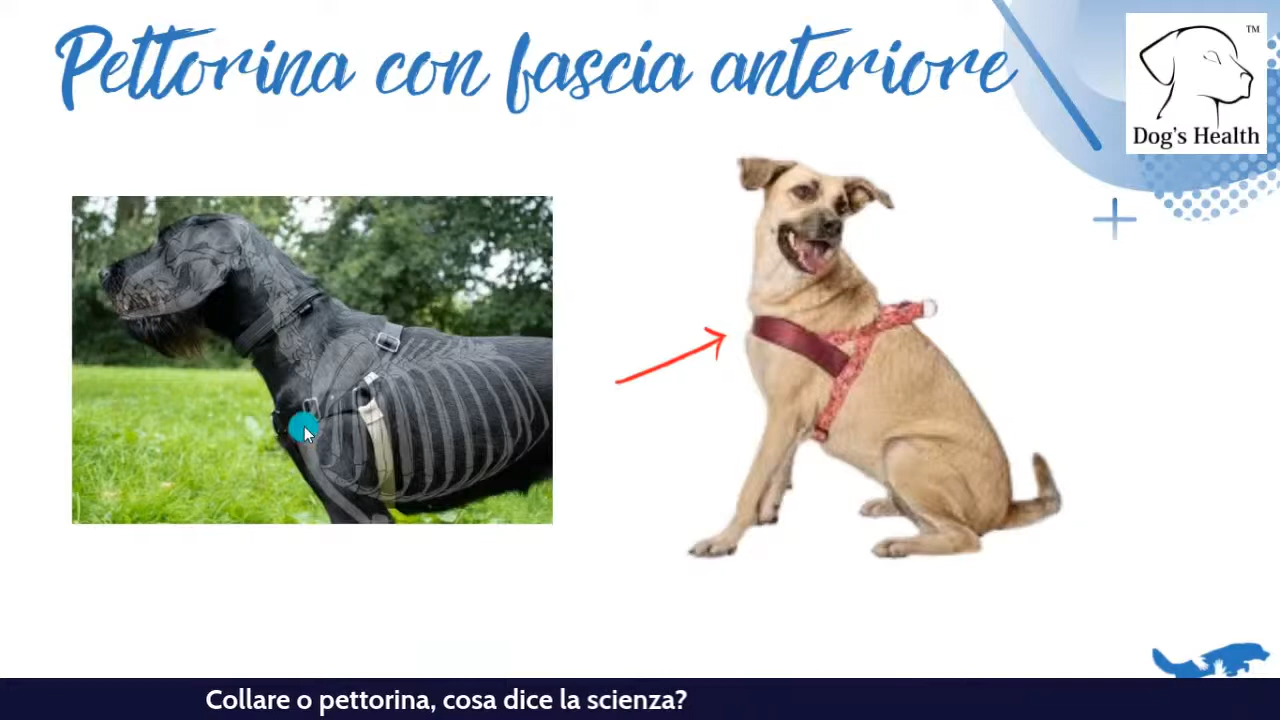 Pettorina con fascia anteriore
TM
Dog's Health
Collare o pettorina, cosa dice la scienza?